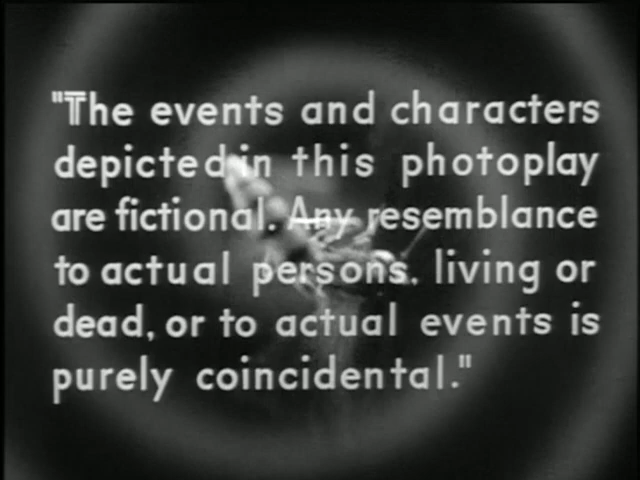 "The events and characters
depicted in this photoplay
are fictional. Any resemblance
to actual persons, living or
dead, or to actual events is
purely coincidental."